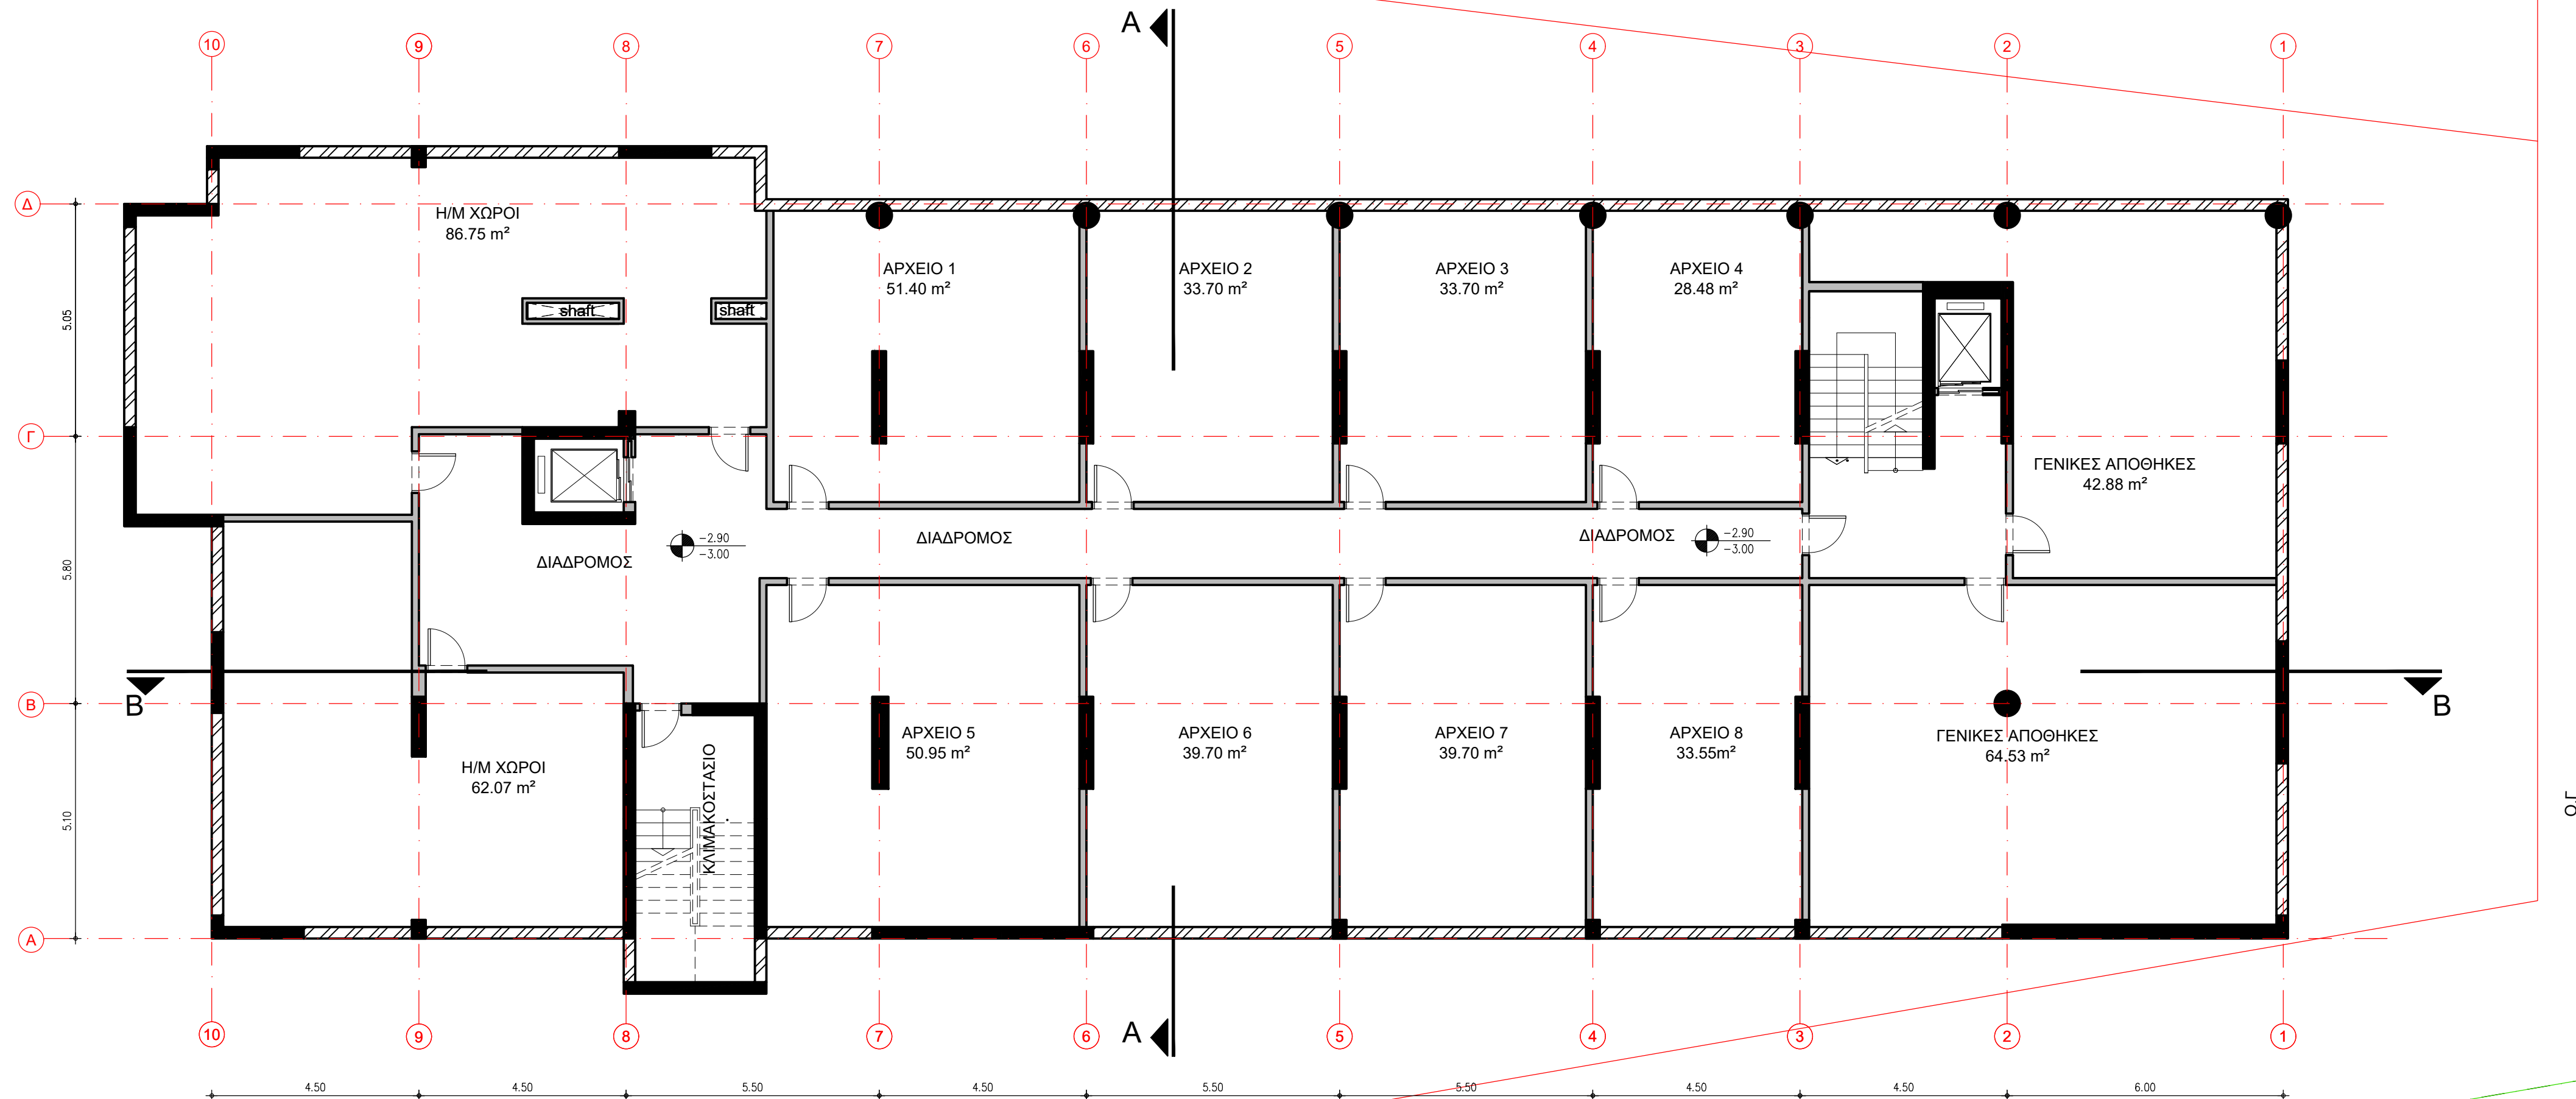 A
10
9
8
7
6
5
4
3
2
1
Δ
Η/Μ ΧΩΡΟΙ
86.75 m²
ΑΡΧΕΙΟ 1
51.40 m²
ΑΡΧΕΙΟ 2
33.70 m²
ΑΡΧΕΙΟ 3
33.70 m²
ΑΡΧΕΙΟ 4
28.48 m²
shaft
shaft
5.05
Γ
ΓΕΝΙΚΕΣ ΑΠΟΘΗΚΕΣ
42.88 m²
ΔΙΑΔΡΟΜΟΣ
-2.90
-3.00
ΔΙΑΔΡΟΜΟΣ
ΔΙΑΔΡΟΜΟΣ
-2.90
-3.00
5.80
B
B
B
ΑΡΧΕΙΟ 5
50.95 m²
ΑΡΧΕΙΟ 6
39.70 m²
ΑΡΧΕΙΟ 7
39.70 m²
ΑΡΧΕΙΟ 8
33.55m²
ΓΕΝΙΚΕΣ ΑΠΟΘΗΚΕΣ
64.53 m²
Η/Μ ΧΩΡΟΙ
62.07 m²
ΚΛΙΜΑΚΟΣΤΑΣΙΟ
5.10
Ο.Γ
A
A
10
9
8
7
6
5
4
3
2
1
4.50
4.50
5.50
4.50
5.50
5.50
4.50
4.50
6.00